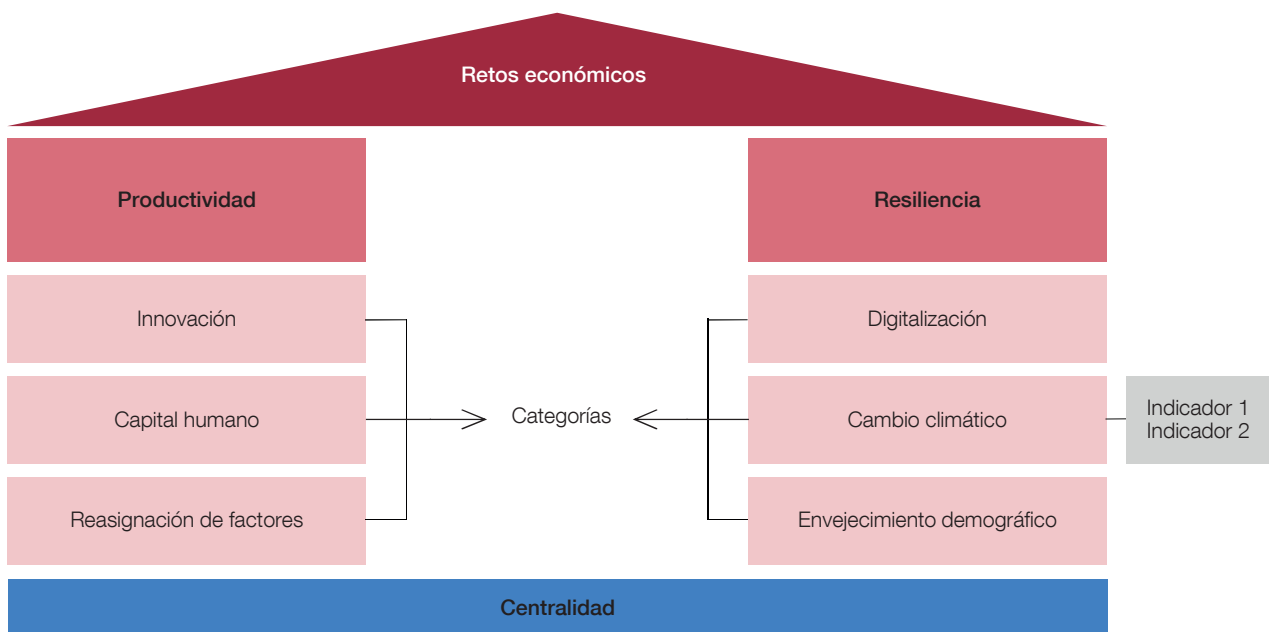 Retos económicos
Productividad
Resiliencia
Innovación
Digitalización
Capital humano
Categorías
Cambio climático
Indicador 1
Indicador 2
Reasignación de factores
Envejecimiento demográfico
Centralidad